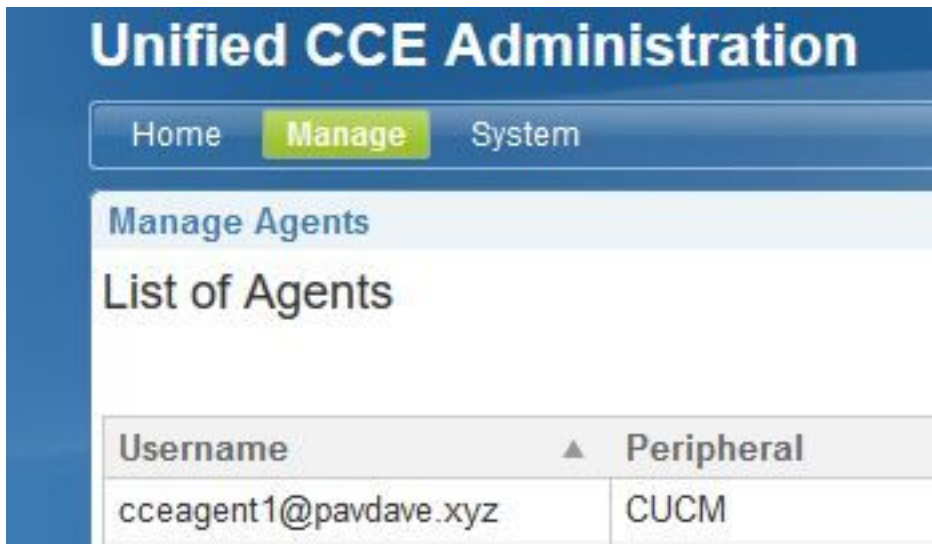 Unified CCE Administration
Home Manage System
Manage Agents
List of Agents
Username Peripheral
cceagent1@pavdave.xyz CUCM